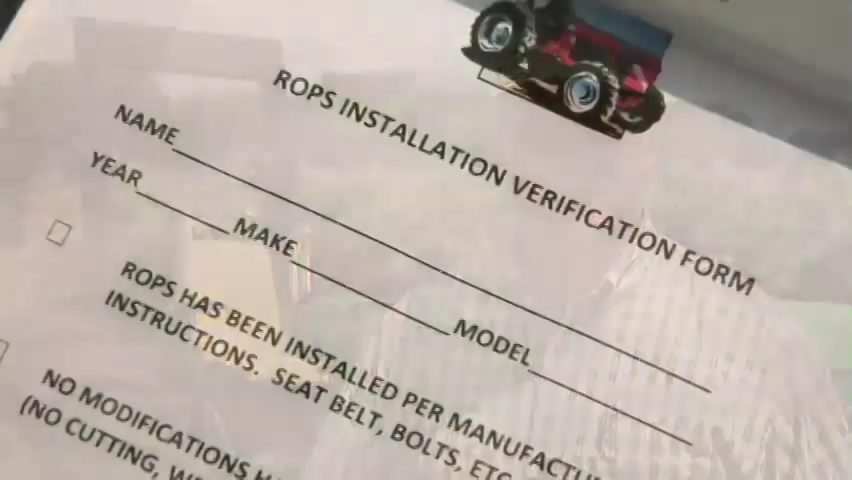 ROPS INSTALLATION VERIFICATION FORM
NAME
YEAR MAKE MODEL
ROPS HAS BEEN INSTALLED PER
INSTRUCTIONS. SEAT BELT, BOLTS, ETC
NO MODIFICATIONS
(NO CUTTING,